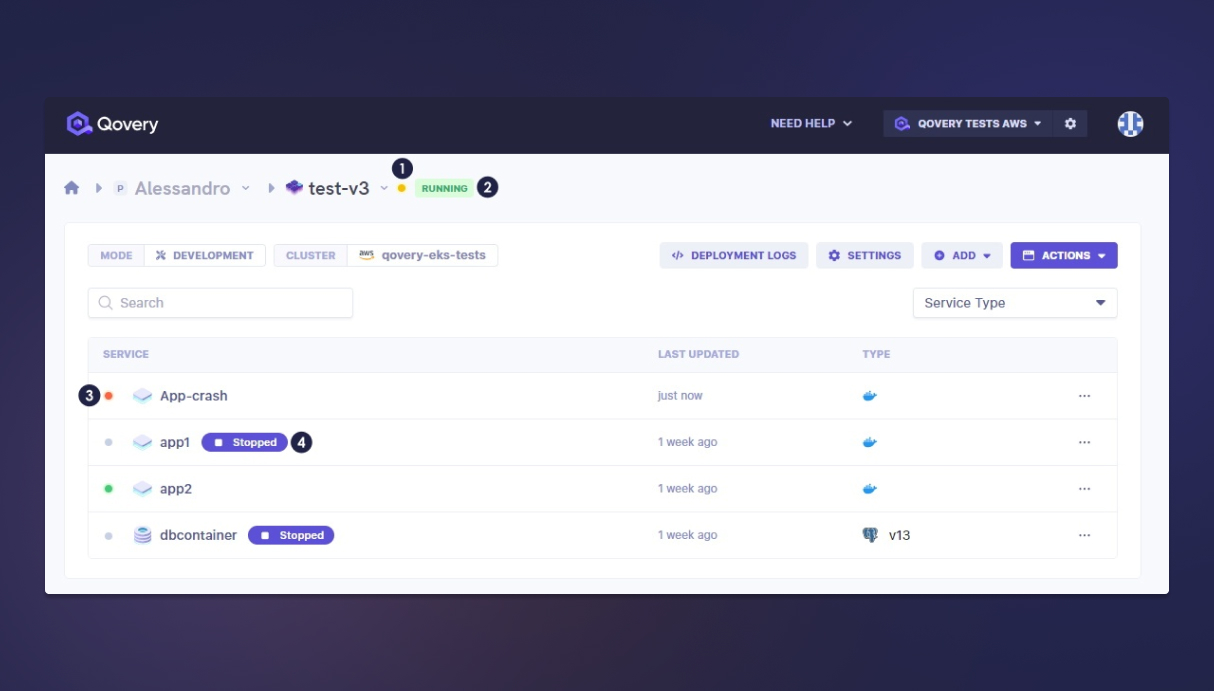 Qovery
NEED HELP
QOVERY TESTS AWS
1
P Alessandro
test-v3
RUNNING
2
MODE
DEVELOPMENT
CLUSTER
aws qovery-eks-tests
</> DEPLOYMENT LOGS
SETTINGS
ADD
ACTIONS
Search
Service Type
SERVICE
LAST UPDATED
TYPE
3
App-crash
just now
...
app1
Stopped
4
1 week ago
...
app2
1 week ago
...
dbcontainer
Stopped
1 week ago
v13
...